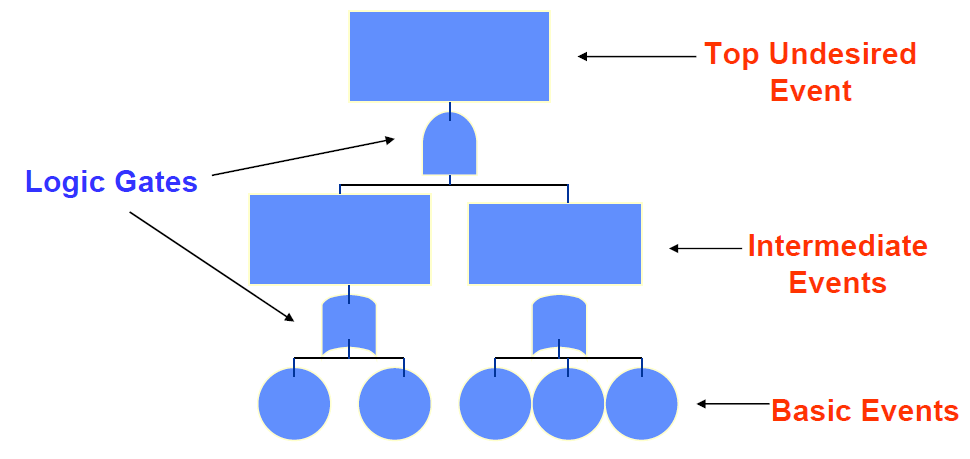 Top Undesired
Event
Logic Gates
Intermediate
Events
Basic Events